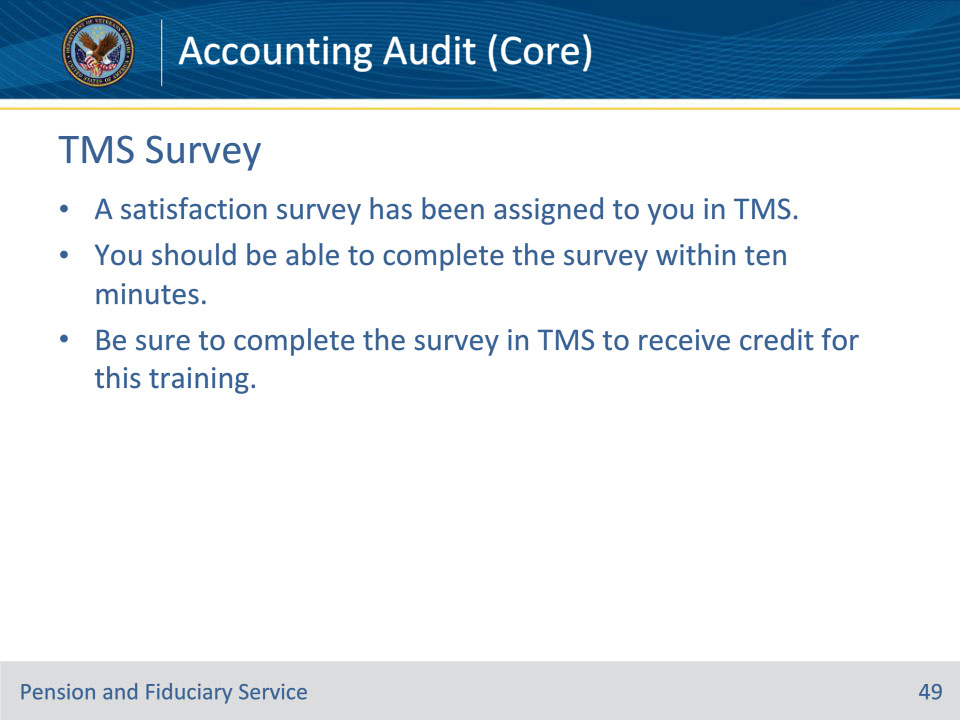 Accounting Audit (Core)
TMS Survey
• A satisfaction survey has been assigned to you in TMS.
• You should be able to complete the survey within ten
minutes.
• Be sure to complete the survey in TMS to receive credit for
this training.
Pension and Fiduciary Service
49